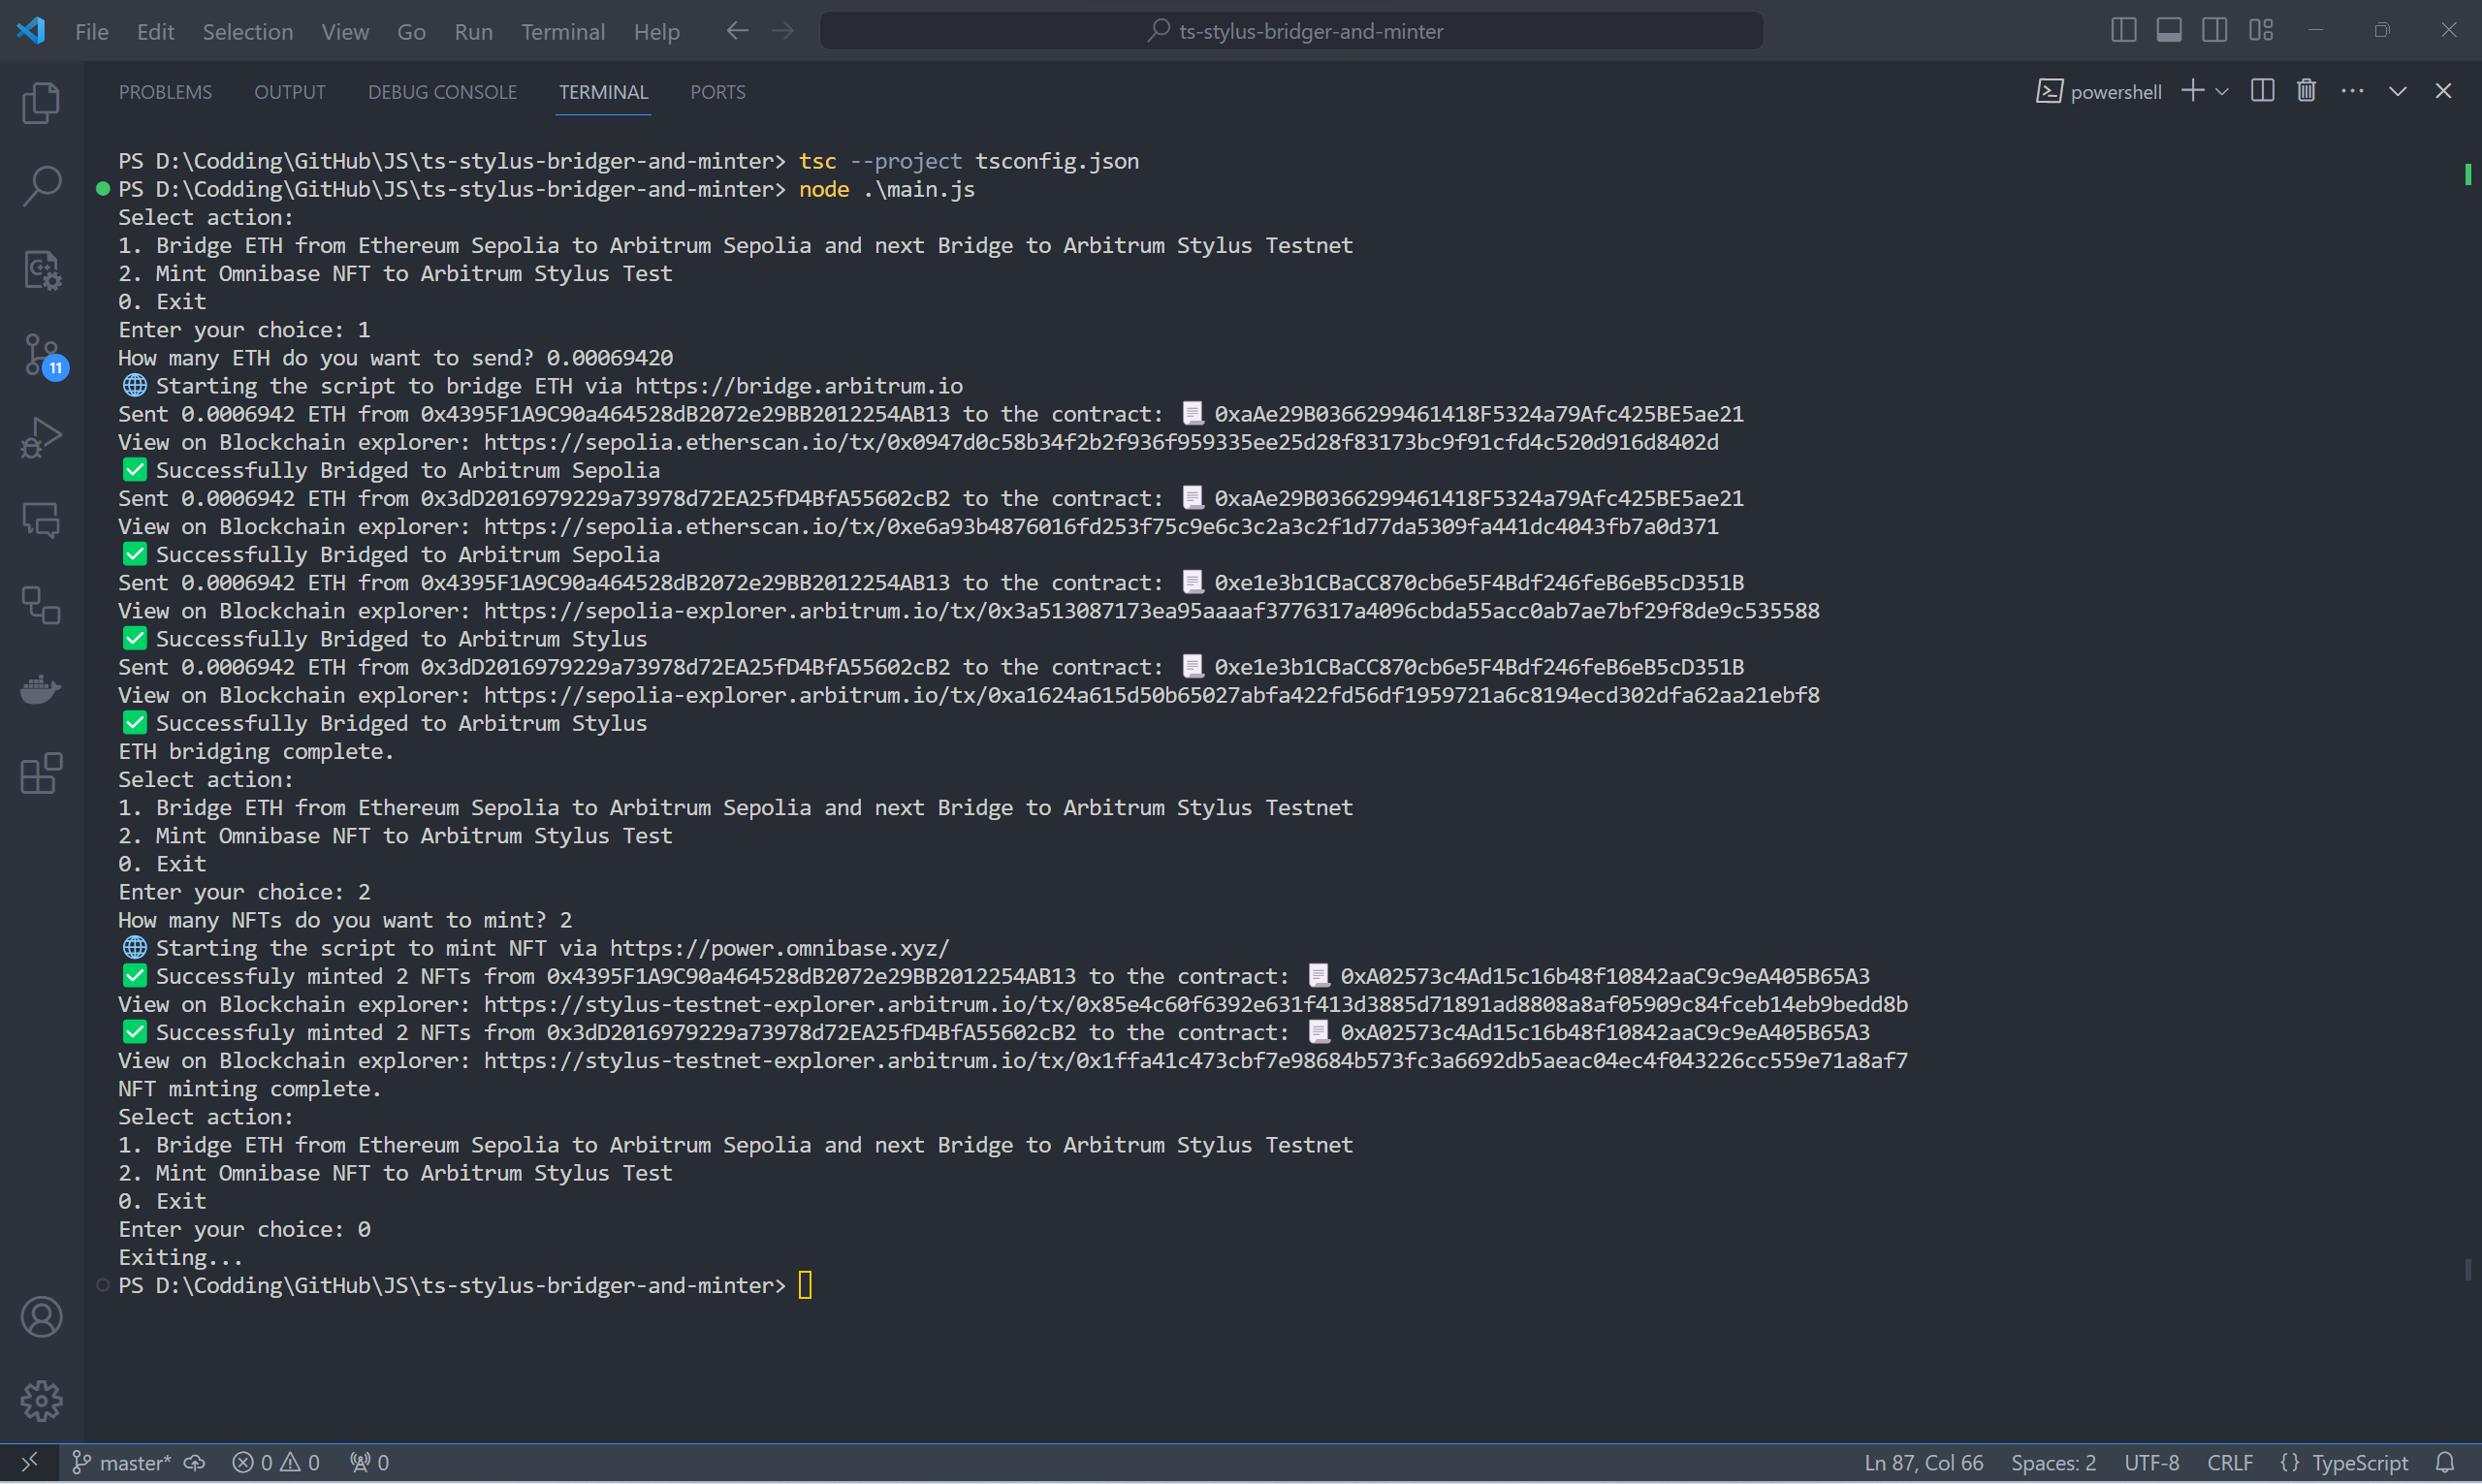 File Edit Selection View Go Run Terminal Help ts-stylus-bridger-and-minter
PROBLEMS OUTPUT DEBUG CONSOLE TERMINAL PORTS powershell
PS D:\Codding\GitHub\JS\ts-stylus-bridger-and-minter> tsc --project tsconfig.json
PS D:\Codding\GitHub\JS\ts-stylus-bridger-and-minter> node .\main.js
Select action:
1. Bridge ETH from Ethereum Sepolia to Arbitrum Sepolia and next Bridge to Arbitrum Stylus Testnet
2. Mint Omnibase NFT to Arbitrum Stylus Test
0. Exit
Enter your choice: 1
How many ETH do you want to send? 0.00069420
🌐 Starting the script to bridge ETH via https://bridge.arbitrum.io
Sent 0.0006942 ETH from 0x4395F1A9C90a464528dB2072e29BB2012254AB13 to the contract: 📃 0xaAe29B0366299461418F5324a79Afc425BE5ae21
View on Blockchain explorer: https://sepolia.etherscan.io/tx/0x0947d0c58b34f2b2f936f959335ee25d28f83173bc9f91cfd4c520d916d8402d
✅ Successfully Bridged to Arbitrum Sepolia
Sent 0.0006942 ETH from 0x3dD2016979229a73978d72EA25fD4BfA55602cB2 to the contract: 📃 0xaAe29B0366299461418F5324a79Afc425BE5ae21
View on Blockchain explorer: https://sepolia.etherscan.io/tx/0xe6a93b4876016fd253f75c9e6c3c2a3c2f1d77da5309fa441dc4043fb7a0d371
✅ Successfully Bridged to Arbitrum Sepolia
Sent 0.0006942 ETH from 0x4395F1A9C90a464528dB2072e29BB2012254AB13 to the contract: 📃 0xe1e3b1CBaCC870cb6e5F4Bdf246feB6eB5cD351B
View on Blockchain explorer: https://sepolia-explorer.arbitrum.io/tx/0x3a513087173ea95aaaaf3776317a4096cbda55acc0ab7ae7bf29f8de9c535588
✅ Successfully Bridged to Arbitrum Stylus
Sent 0.0006942 ETH from 0x3dD2016979229a73978d72EA25fD4BfA55602cB2 to the contract: 📃 0xe1e3b1CBaCC870cb6e5F4Bdf246feB6eB5cD351B
View on Blockchain explorer: https://sepolia-explorer.arbitrum.io/tx/0xa1624a615d50b65027abfa422fd56df1959721a6c8194ecd302dfa62aa21ebf8
✅ Successfully Bridged to Arbitrum Stylus
ETH bridging complete.
Select action:
1. Bridge ETH from Ethereum Sepolia to Arbitrum Sepolia and next Bridge to Arbitrum Stylus Testnet
2. Mint Omnibase NFT to Arbitrum Stylus Test
0. Exit
Enter your choice: 2
How many NFTs do you want to mint? 2
🌐 Starting the script to mint NFT via https://power.omnibase.xyz/
✅ Successfuly minted 2 NFTs from 0x4395F1A9C90a464528dB2072e29BB2012254AB13 to the contract: 📃 0xA02573c4Ad15c16b48f10842aaC9c9eA405B65A3
View on Blockchain explorer: https://stylus-testnet-explorer.arbitrum.io/tx/0x85e4c60f6392e631f413d3885d71891ad8808a8af05909c84fceb14eb9bedd8b
✅ Successfuly minted 2 NFTs from 0x3dD2016979229a73978d72EA25fD4BfA55602cB2 to the contract: 📃 0xA02573c4Ad15c16b48f10842aaC9c9eA405B65A3
View on Blockchain explorer: https://stylus-testnet-explorer.arbitrum.io/tx/0x1ffa41c473cbf7e98684b573fc3a6692db5aeac04ec4f043226cc559e71a8af7
NFT minting complete.
Select action:
1. Bridge ETH from Ethereum Sepolia to Arbitrum Sepolia and next Bridge to Arbitrum Stylus Testnet
2. Mint Omnibase NFT to Arbitrum Stylus Test
0. Exit
Enter your choice: 0
Exiting...
PS D:\Codding\GitHub\JS\ts-stylus-bridger-and-minter>
11
master* 0 0 0 Ln 87, Col 66 Spaces: 2 UTF-8 CRLF {} TypeScript